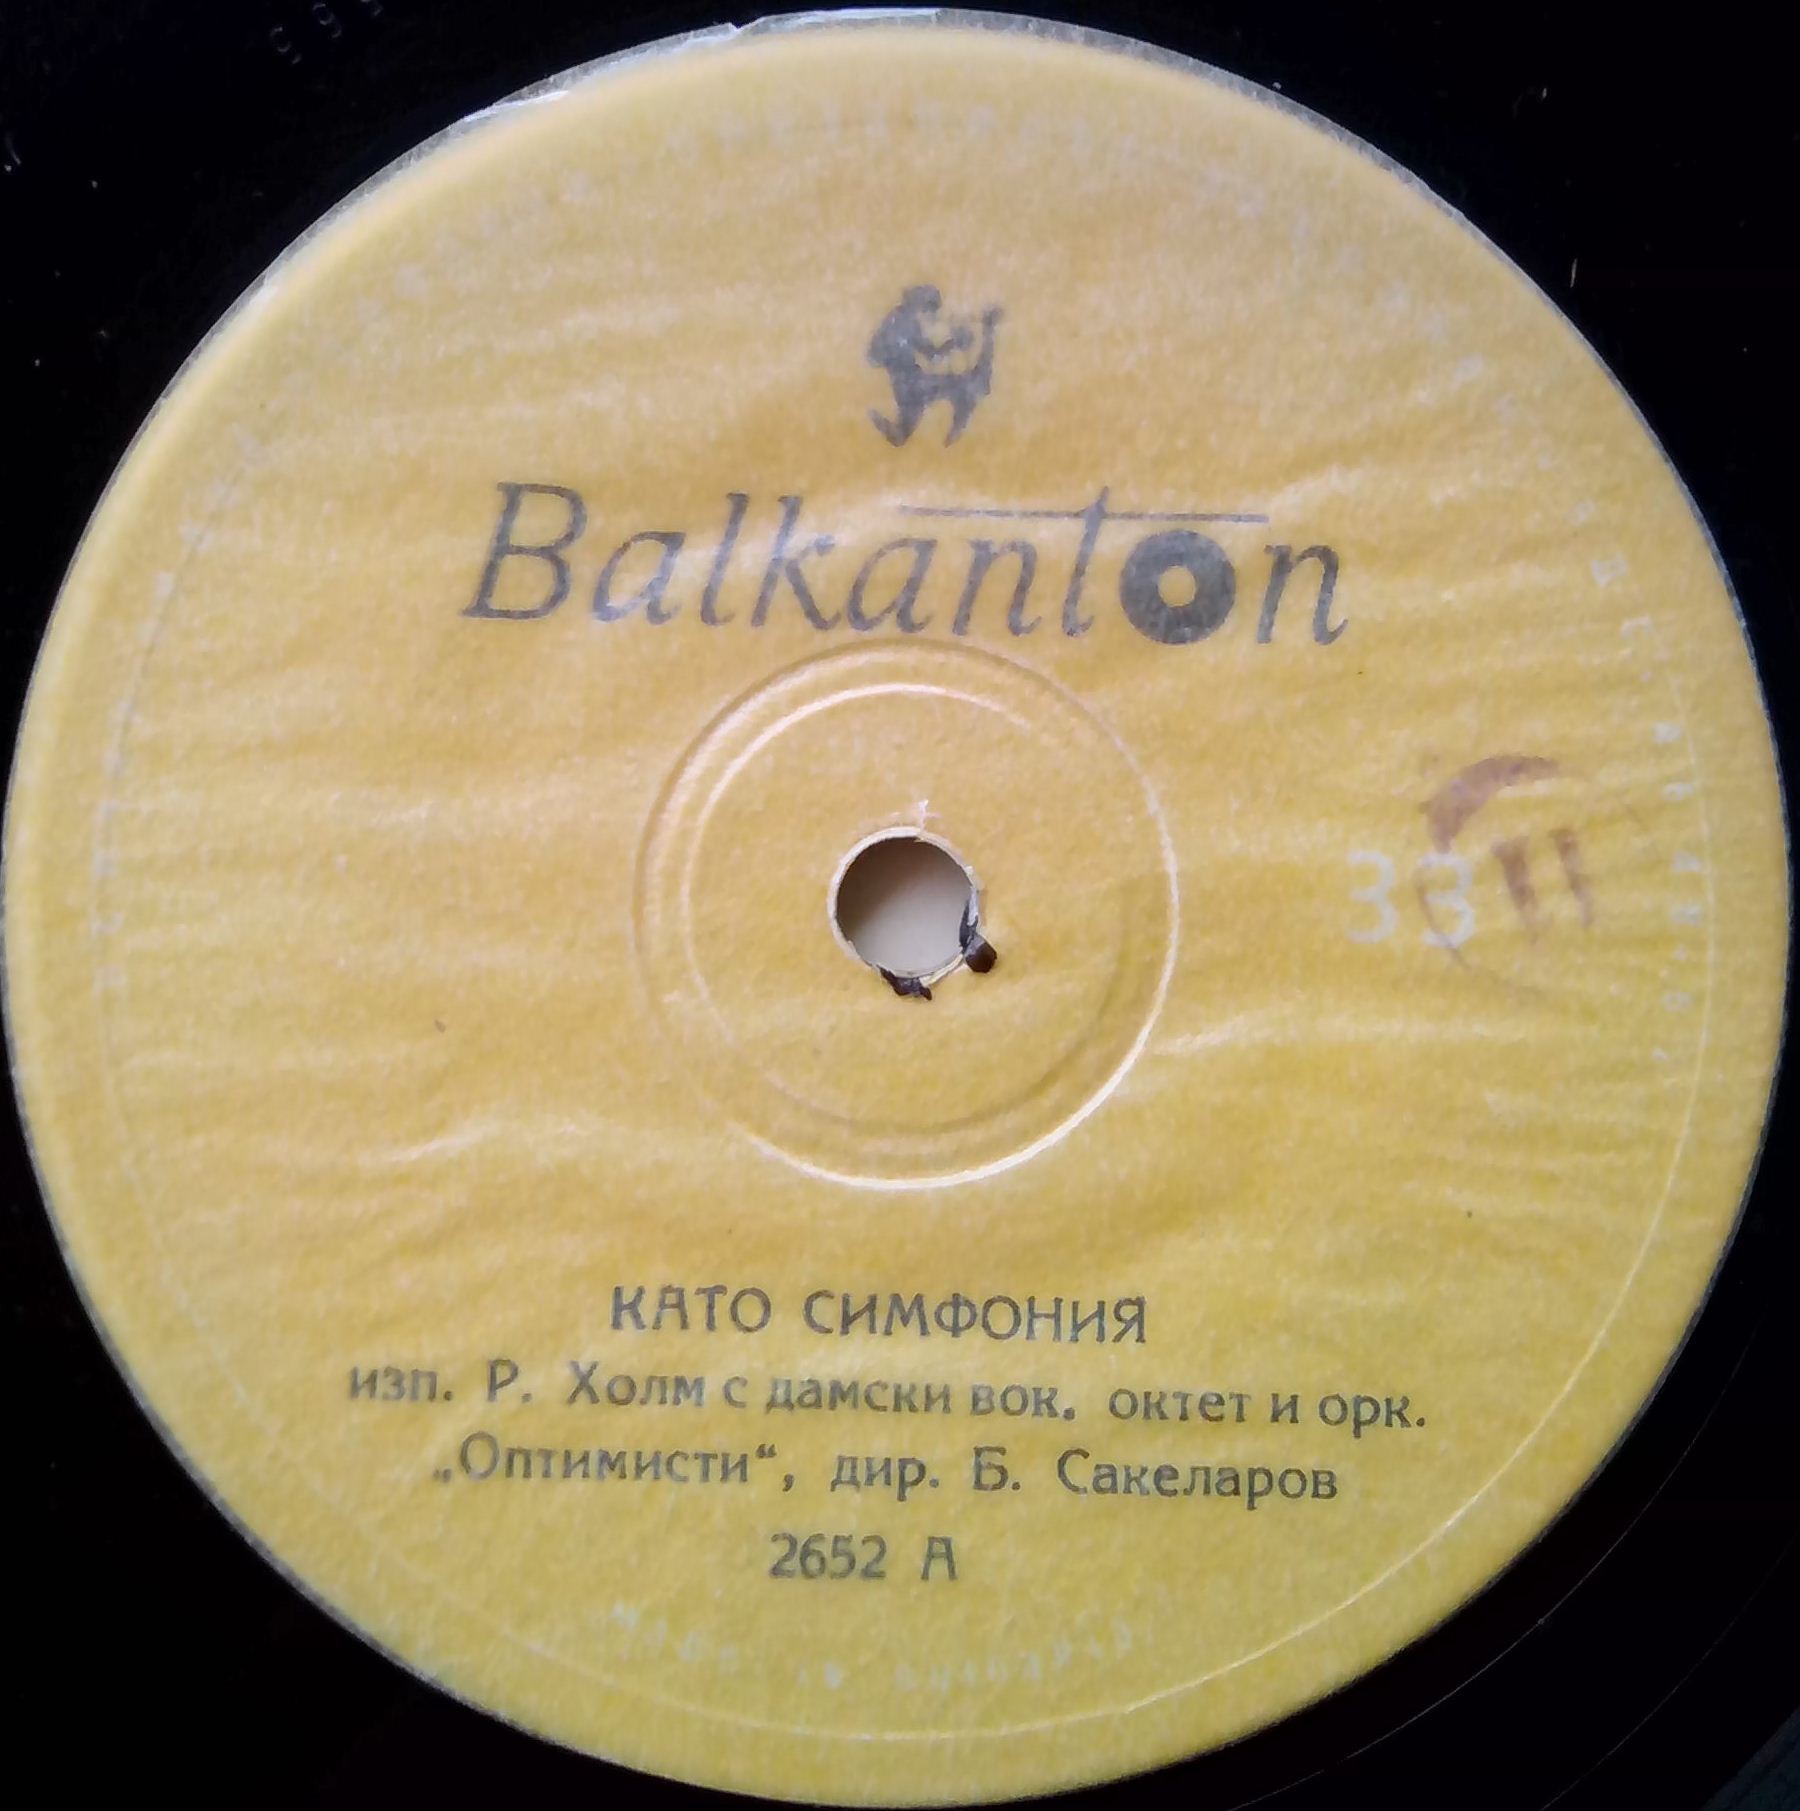 Balkanton
33
КАТО СИМФОНИЯ
изп. Р. Холм с дамски вок. октет и орк.
„Оптимисти“, дир. Б. Сакеларов
2652 А